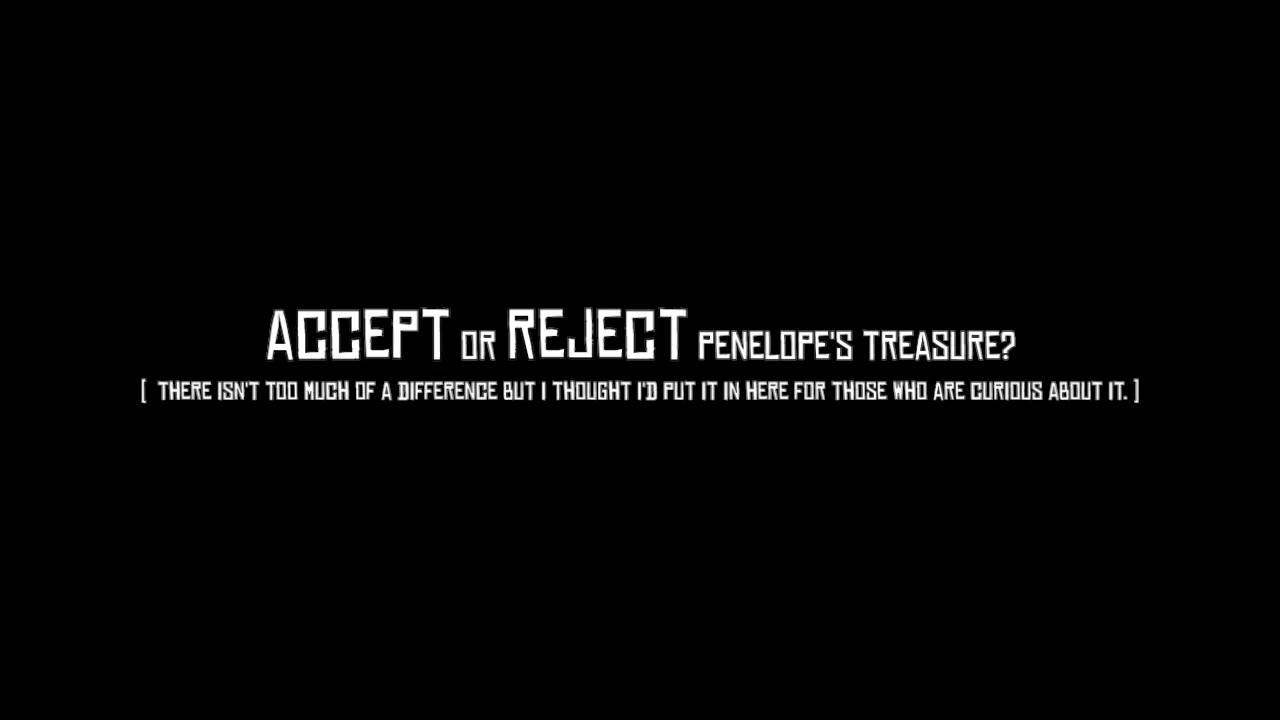 ACCEPT OR REJECT PENELOPE'S TREASURE?
[ THERE ISN'T TOO MUCH OF A DIFFERENCE BUT I THOUGHT I'D PUT IT IN HERE FOR THOSE WHO ARE CURIOUS ABOUT IT. ]